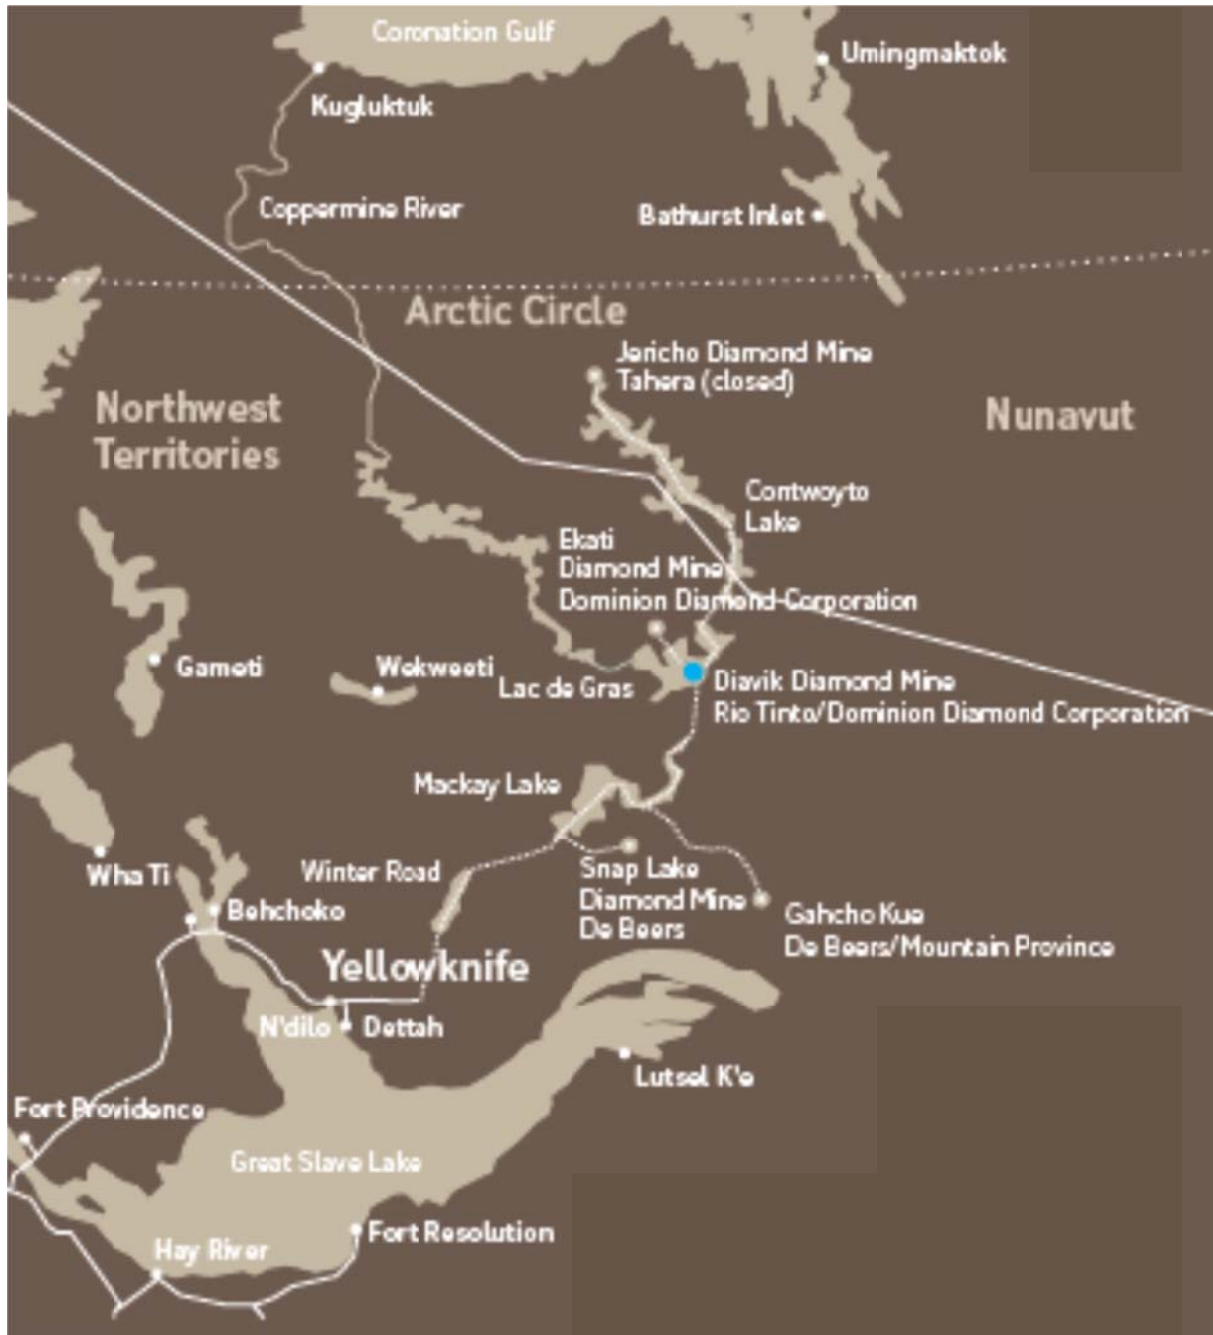 Coronation Gulf
Umingmaktok
Kugluktuk
Coppermine River
Bathurst Inlet
Arctic Circle
Jericho Diamond Mine
Tahera (closed)
Northwest
Territories
Nunavut
Contwoyto
Lake
Ekati
Diamond Mine
Dominion Diamond Corporation
Gameti
Wekweeti
Lac de Gras
Diavik Diamond Mine
Rio Tinto/Dominion Diamond Corporation
Mackay Lake
Wha Ti
Winter Road
Snap Lake
Diamond Mine
De Beers
Behchoko
Gahcho Kue
De Beers/Mountain Province
Yellowknife
N'dilo
Dettah
Lutsel K'e
Fort Providence
Great Slave Lake
Fort Resolution
Hay River